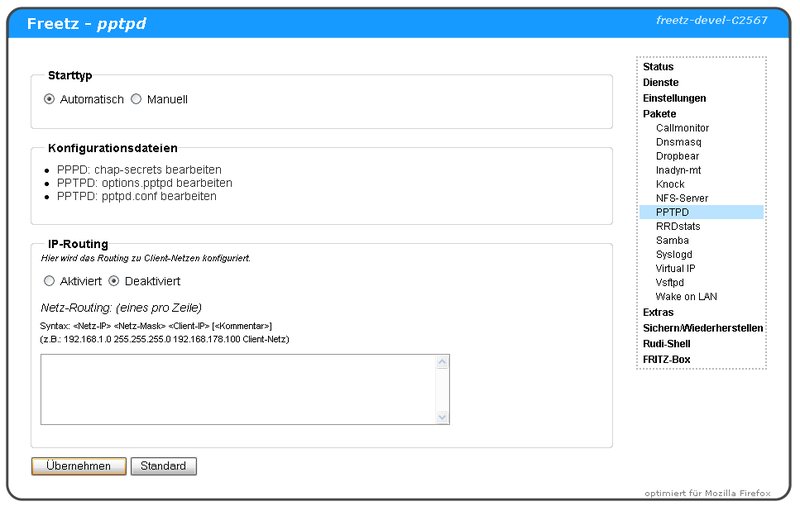 Freetz - pptpd
freetz-devel-C2567
Starttyp
Automatisch Manuell
Konfigurationsdateien
PPPD: chap-secrets bearbeiten
PPTPD: options.pptpd bearbeiten
PPTPD: pptpd.conf bearbeiten
IP-Routing
Hier wird das Routing zu Client-Netzen konfiguriert.
Aktiviert Deaktiviert
Netz-Routing: (eines pro Zeile)
Syntax: <Netz-IP> <Netz-Mask> <Client-IP> [<Kommentar>]
(z.B.: 192.168.1.0 255.255.255.0 192.168.178.100 Client-Netz)
Übernehmen Standard
Status
Dienste
Einstellungen
Pakete
Callmonitor
Dnsmasq
Dropbear
Inadyn-mt
Knock
NFS-Server
PPTPD
RRDstats
Samba
Syslogd
Virtual IP
Vsftpd
Wake on LAN
Extras
Sichern/Wiederherstellen
Rudi-Shell
FRITZ-Box
optimiert für Mozilla Firefox